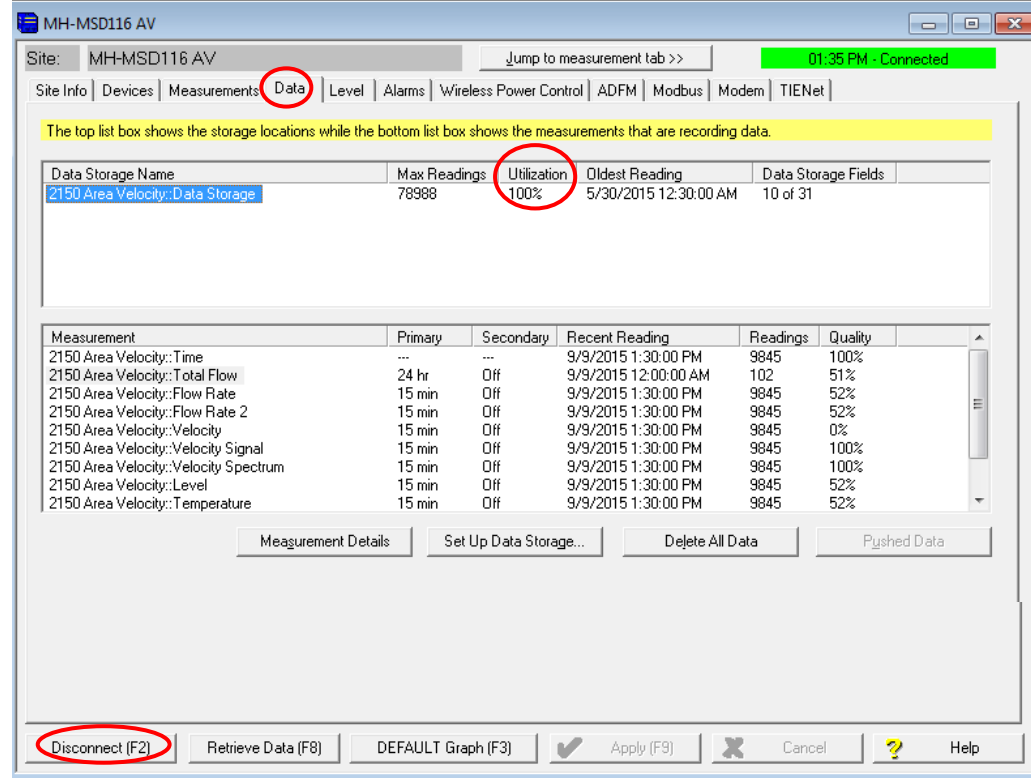 MH-MSD116 AV
Site: MH-MSD116 AV Jump to measurement tab >> 01:35 PM - Connected
Site Info Devices Measurements Data Level Alarms Wireless Power Control ADFM Modbus Modem TIENet
The top list box shows the storage locations while the bottom list box shows the measurements that are recording data.
Data Storage Name Max Readings Utilization Oldest Reading Data Storage Fields
2150 Area Velocity::Data Storage 78988 100% 5/30/2015 12:30:00 AM 10 of 31
Measurement Primary Secondary Recent Reading Readings Quality
2150 Area Velocity::Time --- --- 9/9/2015 1:30:00 PM 9845 100%
2150 Area Velocity::Total Flow 24 hr Off 9/9/2015 12:00:00 AM 102 51%
2150 Area Velocity::Flow Rate 15 min Off 9/9/2015 1:30:00 PM 9845 52%
2150 Area Velocity::Flow Rate 2 15 min Off 9/9/2015 1:30:00 PM 9845 52%
2150 Area Velocity::Velocity 15 min Off 9/9/2015 1:30:00 PM 9845 0%
2150 Area Velocity::Velocity Signal 15 min Off 9/9/2015 1:30:00 PM 9845 100%
2150 Area Velocity::Velocity Spectrum 15 min Off 9/9/2015 1:30:00 PM 9845 100%
2150 Area Velocity::Level 15 min Off 9/9/2015 1:30:00 PM 9845 52%
2150 Area Velocity::Temperature 15 min Off 9/9/2015 1:30:00 PM 9845 52%
Measurement Details Set Up Data Storage... Delete All Data Pushed Data
Disconnect (F2) Retrieve Data (F8) DEFAULT Graph (F3) Apply (F9) Cancel Help